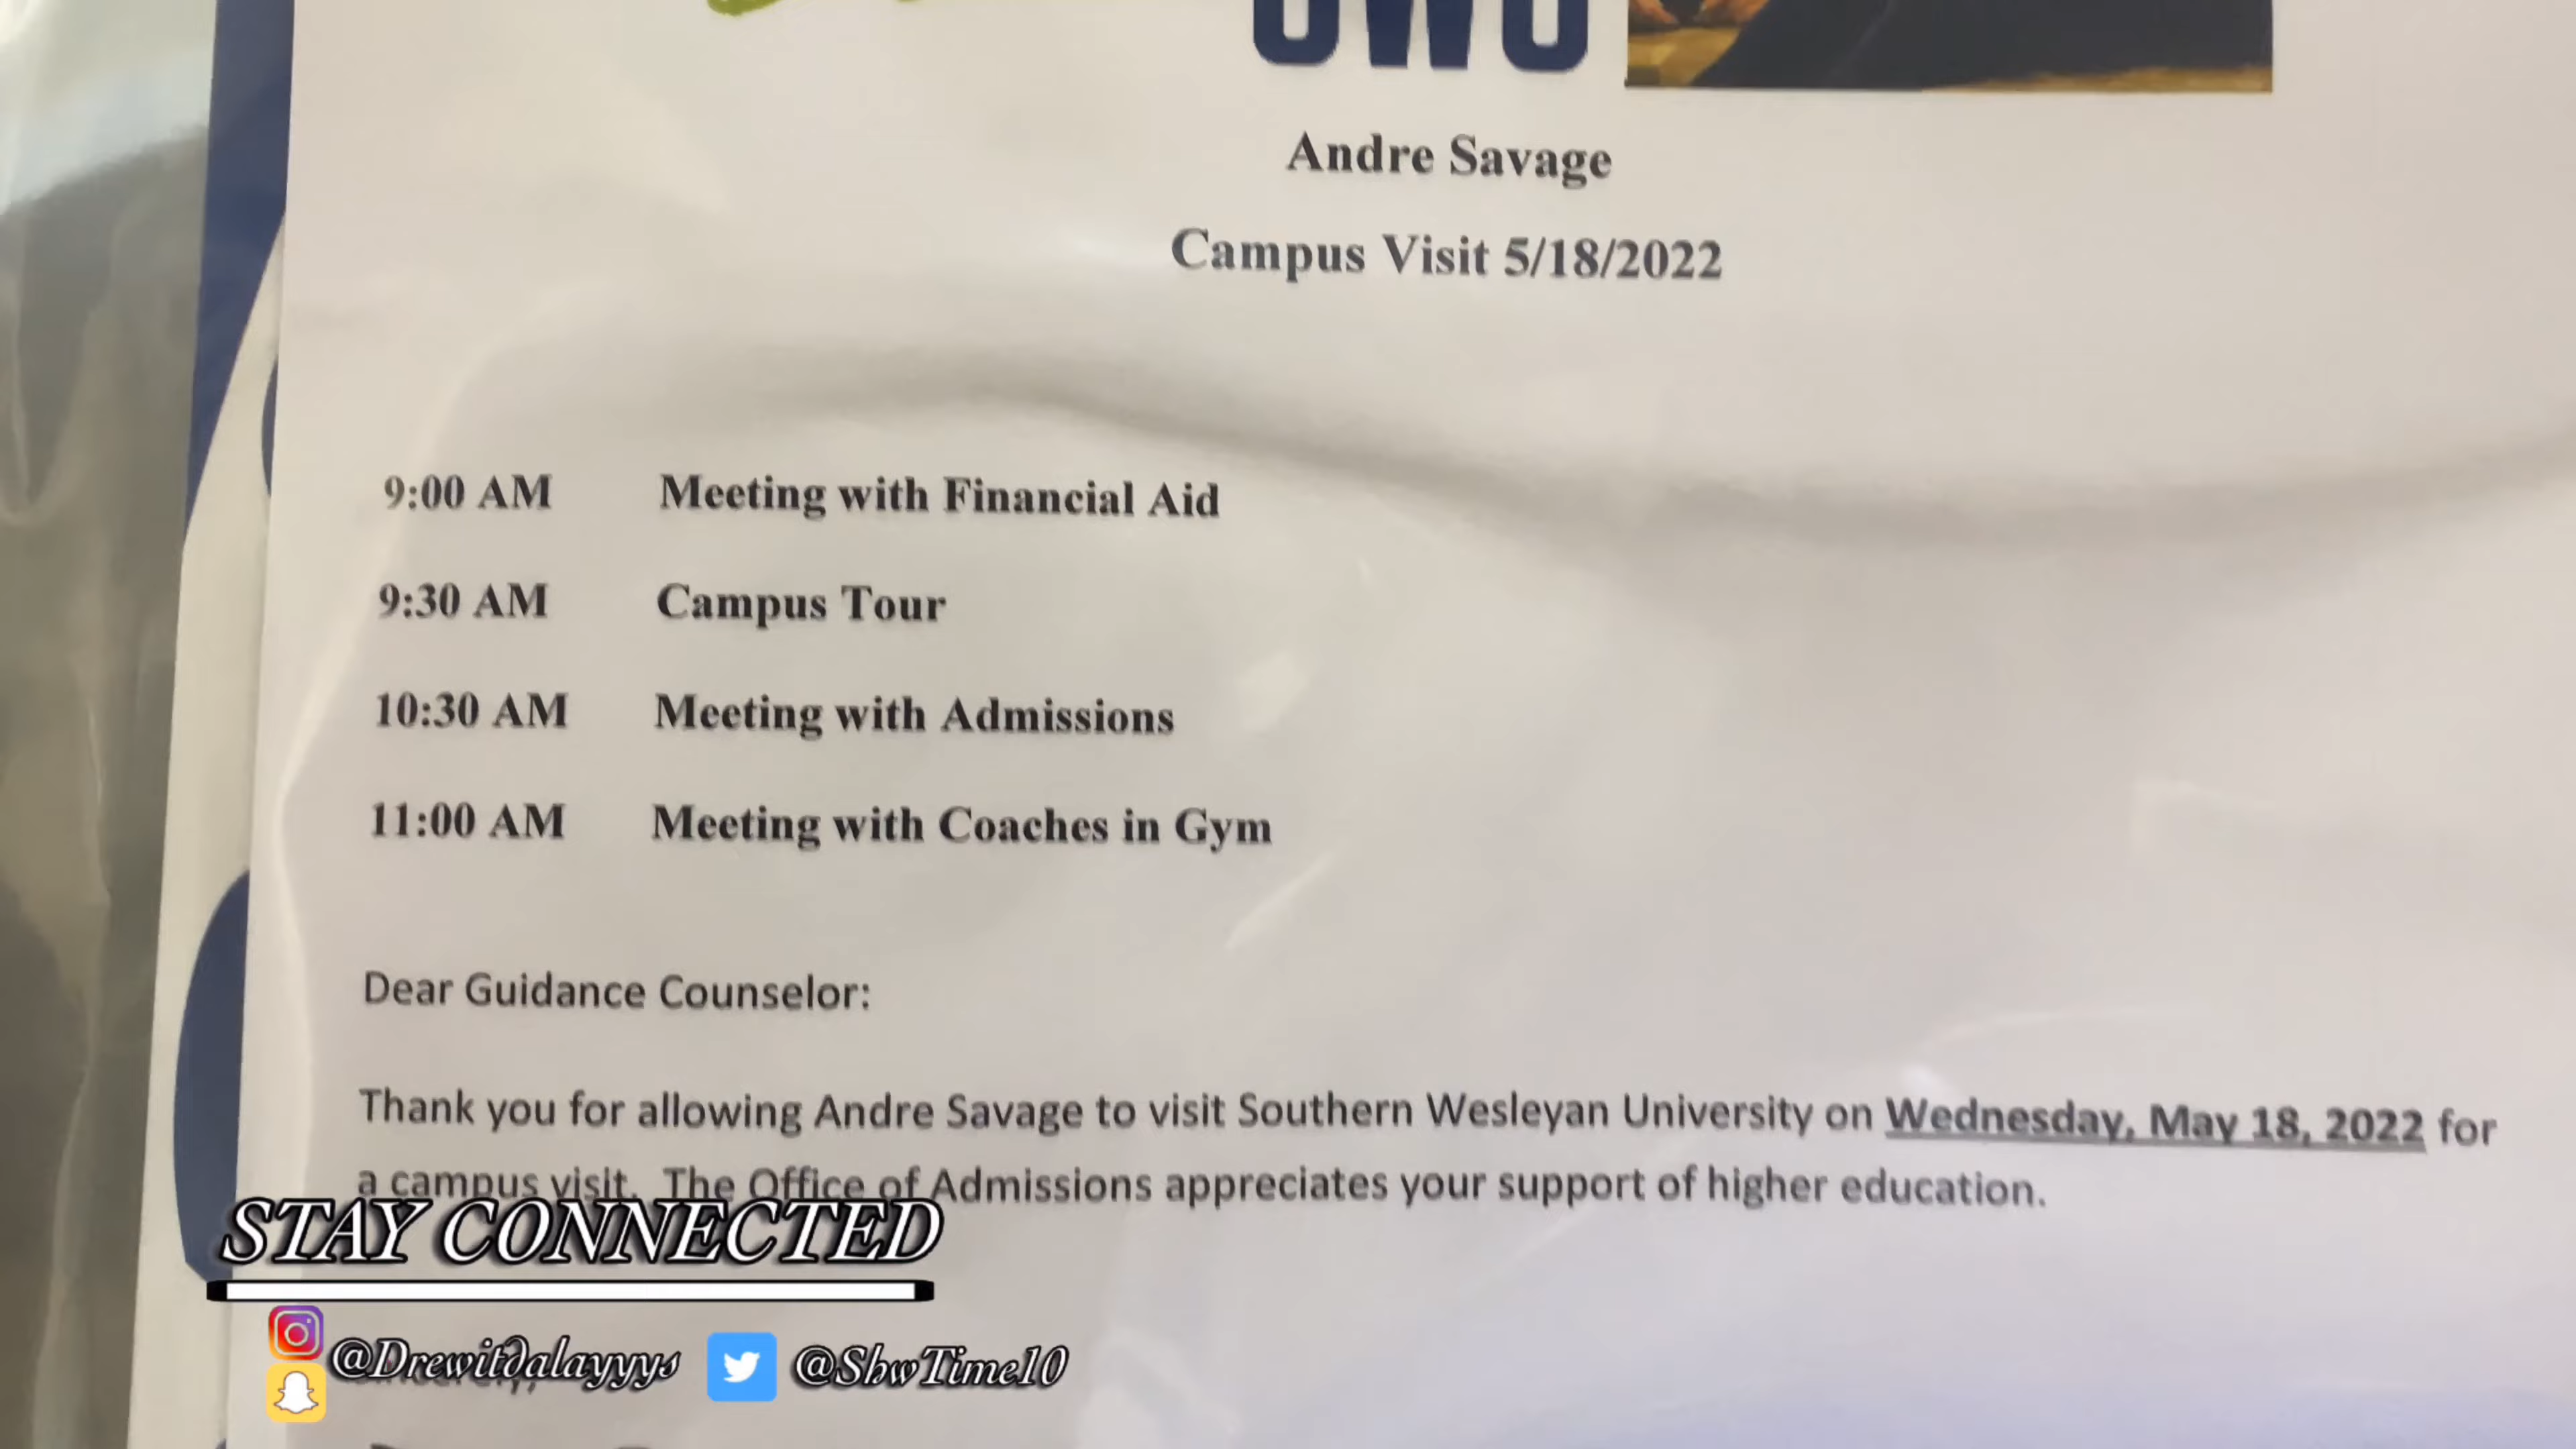 SWU
Andre Savage
Campus Visit 5/18/2022
9:00 AM Meeting with Financial Aid
9:30 AM Campus Tour
10:30 AM Meeting with Admissions
11:00 AM Meeting with Coaches in Gym
Dear Guidance Counselor:
Thank you for allowing Andre Savage to visit Southern Wesleyan University on Wednesday, May 18, 2022 for
a campus visit. The Office of Admissions appreciates your support of higher education.
STAY CONNECTED
@Drewitdalayyys @SbwTime10